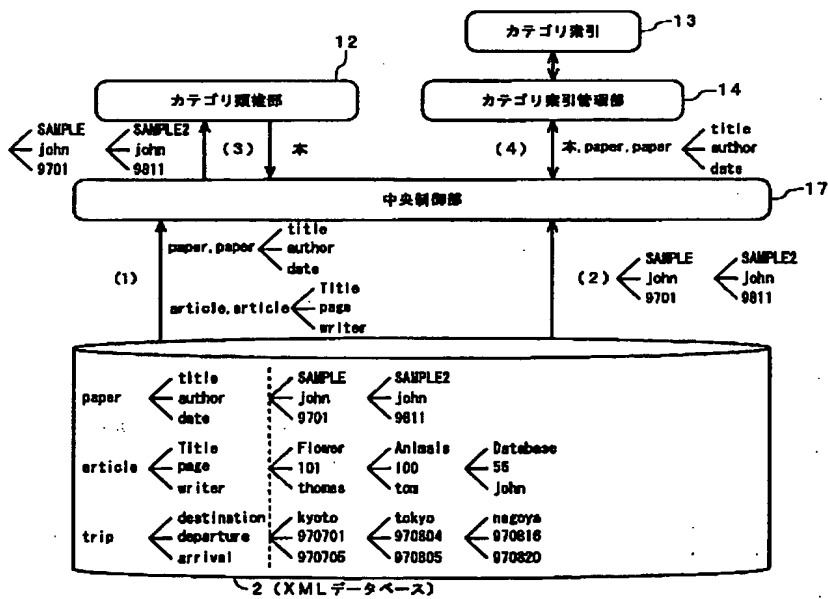 カテゴリ索引
13
12
カテゴリ類推部
カテゴリ索引管理部
14
SAMPLE
john
9701
SAMPLE2
john
9811
(3)
本
(4)
本, paper, paper
title
author
date
中央制御部
17
(1)
paper, paper
title
author
date
article, article
Title
page
writer
(2)
SAMPLE
john
9701
SAMPLE2
john
9811
paper
title
author
date
SAMPLE
john
9701
SAMPLE2
john
9811
article
Title
page
writer
Flower
101
thomas
Animals
100
tom
Database
56
john
trip
destination
departure
arrival
kyoto
970701
970705
tokyo
970804
970805
nagoya
970816
970820
2 (XMLデータベース)